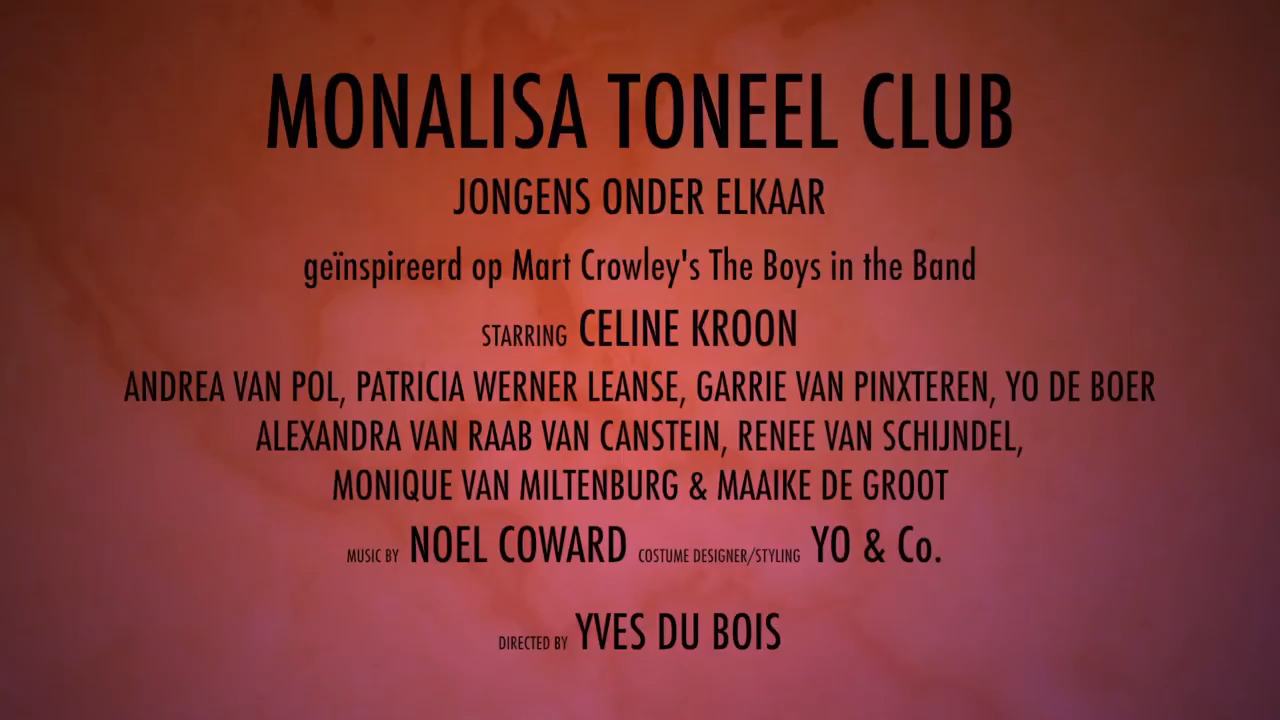 MONALISA TONEEL CLUB
JONGENS ONDER ELKAAR
geïnspireerd op Mart Crowley's The Boys in the Band
STARRING CELINE KROON
ANDREA VAN POL, PATRICIA WERNER LEANSE, GARRIE VAN PINXTEREN, YO DE BOER
ALEXANDRA VAN RAAB VAN CANSTEIN, RENEE VAN SCHIJNDEL,
MONIQUE VAN MILTENBURG & MAAIKE DE GROOT
MUSIC BY NOEL COWARD COSTUME DESIGNER/STYLING YO & Co.
DIRECTED BY YVES DU BOIS